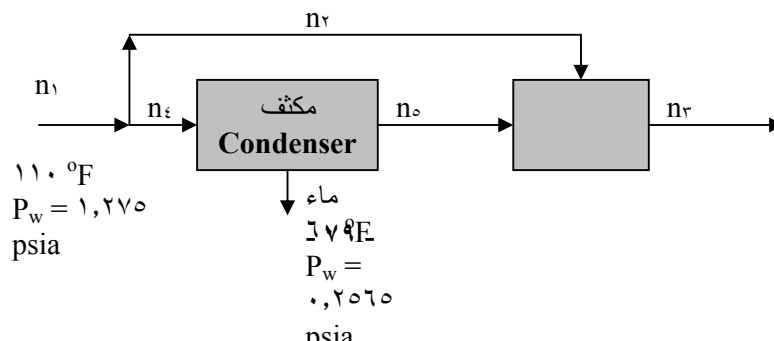 n٢
n١
n٤
مكثف
Condenser
n٥
n٣
١١٠ °F
P_w = ١,٢٧٥
psia
ماء
P_w =
٠,٢٥٦٥
psia